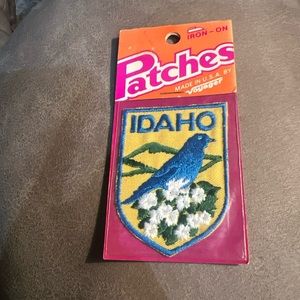 IRON-ON
Patches
MADE IN U.S.A. BY
Voyager
IDAHO